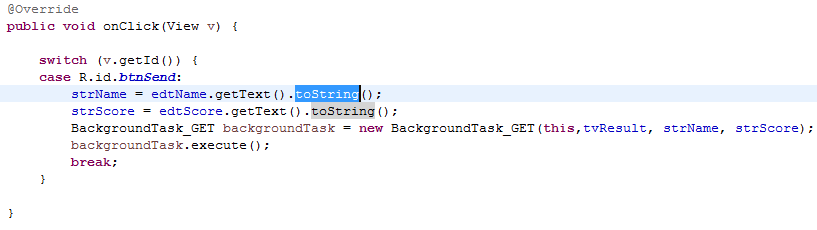 @Override
public void onClick(View v) {
switch (v.getId()) {
case R.id.btnSend:
strName = edtName.getText().toString();
strScore = edtScore.getText().toString();
BackgroundTask_GET backgroundTask = new BackgroundTask_GET(this,tvResult, strName, strScore);
backgroundTask.execute();
break;
}
}